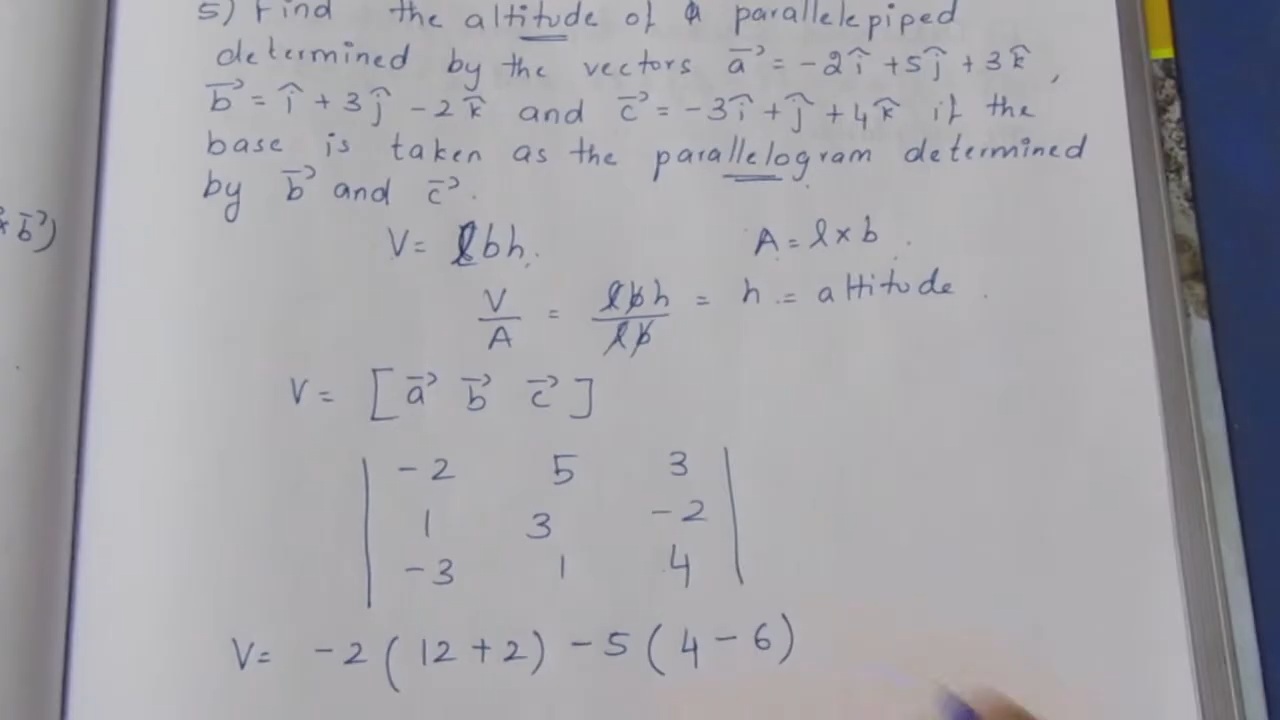 5) Find the altitude of a parallelepiped
determined by the vectors a⃗ = -2î + 5ĵ + 3k̂ ,
b⃗ = î + 3ĵ - 2k̂ and c⃗ = -3î + ĵ + 4k̂ if the
base is taken as the parallelogram determined
by b⃗ and c⃗ .
b⃗)
V = lbh. A = l × b .
V/A = lbh/lb = h = altitude .
V = [ a⃗ b⃗ c⃗ ]
| -2 5 3 |
| 1 3 -2 |
| -3 1 4 |
V = -2 ( 12 + 2 ) - 5 ( 4 - 6 )